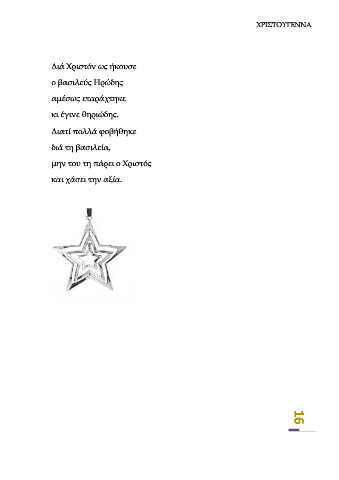 ΧΡΙΣΤΟΥΓΕΝΝΑ
Διά Χριστόν ως ήκουσε
ο βασιλεύς Ηρώδης
αμέσως επαράχτηκε
κι έγινε θηριώδης.
Διατί πολλά φοβήθηκε
διά τη βασιλεία,
μην του τη πάρει ο Χριστός
και χάσει την αξία.
16